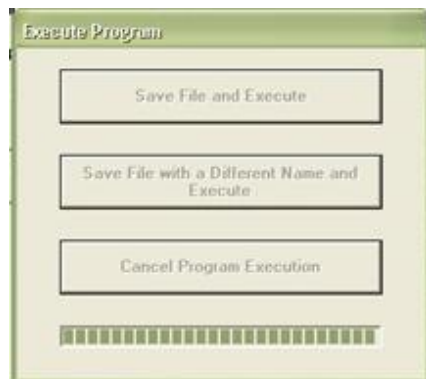 Execute Program
Save File and Execute
Save File with a Different Name and
Execute
Cancel Program Execution